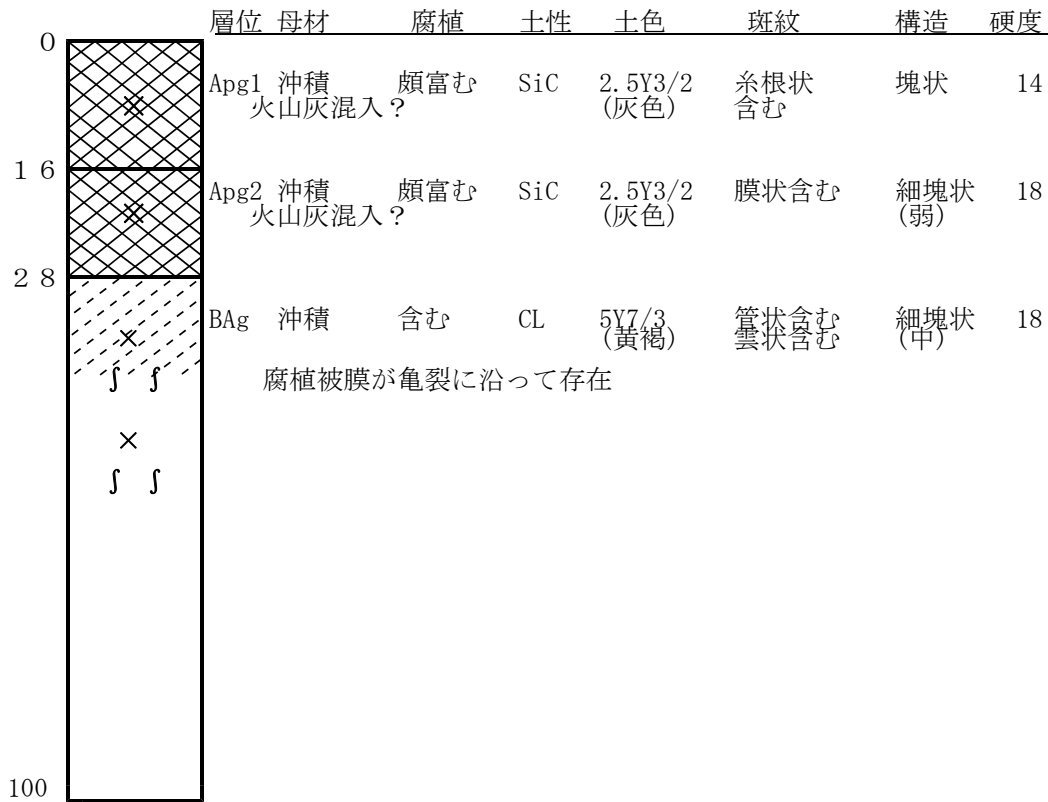 層位 母材 腐植 土性 土色 斑紋 構造 硬度
0
Apg1 沖積 頗富む SiC 2.5Y3/2 糸根状 塊状 14
火山灰混入？ (灰色) 含む
１６
Apg2 沖積 頗富む SiC 2.5Y3/2 膜状含む 細塊状 18
火山灰混入？ (灰色) (弱)
２８
BAg 沖積 含む CL 5Y7/3 管状含む 細塊状 18
(黄褐) 雲状含む (中)
腐植被膜が亀裂に沿って存在
100